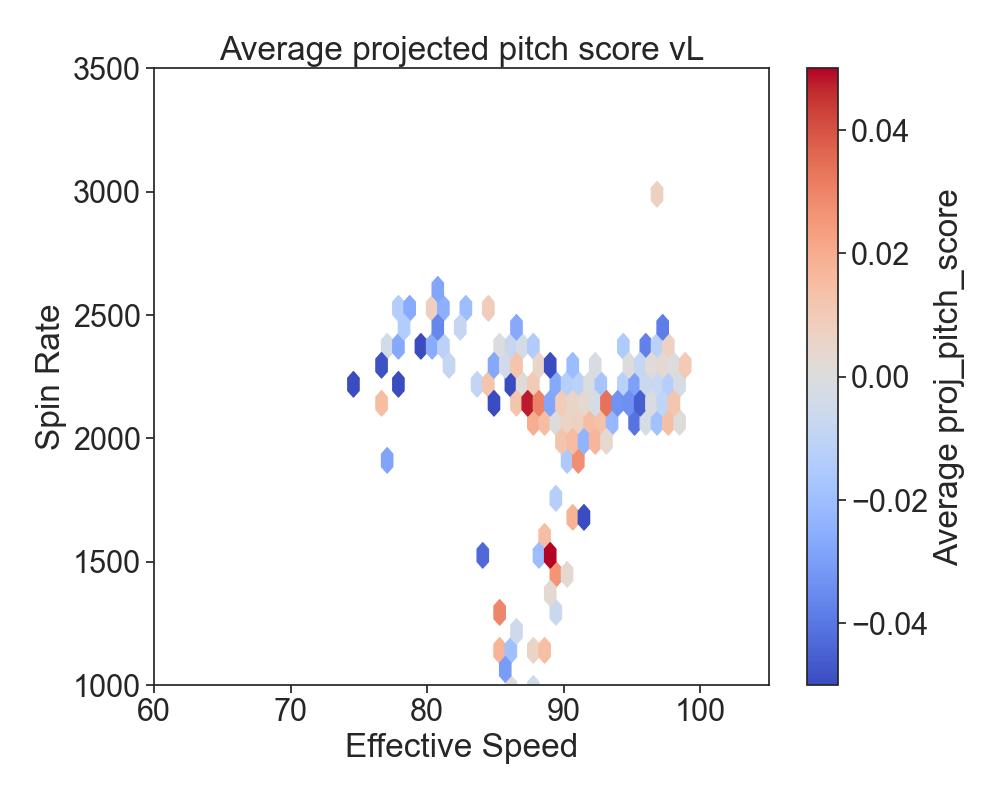 Average projected pitch score vL
3500
3000
2500
2000
1500
1000
Spin Rate
60 70 80 90 100
Effective Speed
0.04
0.02
0.00
−0.02
−0.04
Average proj_pitch_score